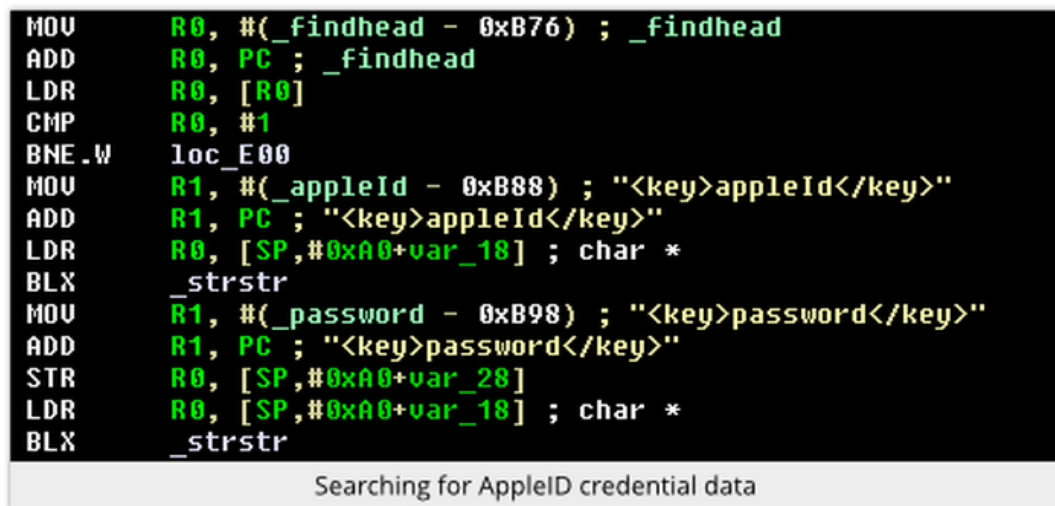 MOV R0, #(_findhead - 0xB76) ; _findhead
ADD R0, PC ; _findhead
LDR R0, [R0]
CMP R0, #1
BNE.W loc_E00
MOV R1, #(_appleId - 0xB88) ; "<key>appleId</key>"
ADD R1, PC ; "<key>appleId</key>"
LDR R0, [SP,#0xA0+var_18] ; char *
BLX _strstr
MOV R1, #(_password - 0xB98) ; "<key>password</key>"
ADD R1, PC ; "<key>password</key>"
STR R0, [SP,#0xA0+var_28]
LDR R0, [SP,#0xA0+var_18] ; char *
BLX _strstr
Searching for AppleID credential data